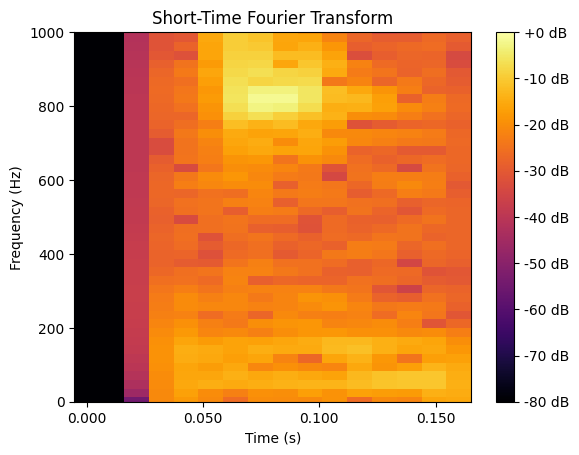 Short-Time Fourier Transform
Frequency (Hz)
1000
800
600
400
200
0
0.000
0.050
0.100
0.150
Time (s)
+0 dB
-10 dB
-20 dB
-30 dB
-40 dB
-50 dB
-60 dB
-70 dB
-80 dB